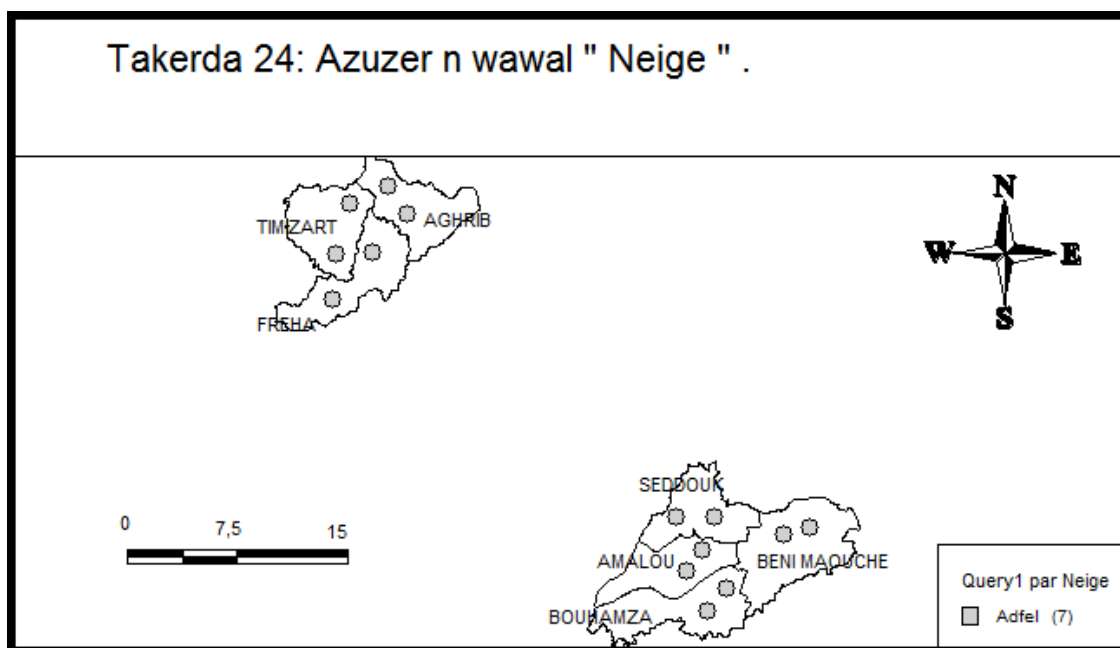 Takerda 24: Azuzer n wawal " Neige " .
N
W
E
S
TIMIZART
AGHRIB
FREHA
0
7,5
15
SEDDOUK
AMALOU
BENI MAOUCHE
BOUHAMZA
Query1 par Neige
Adfel (7)